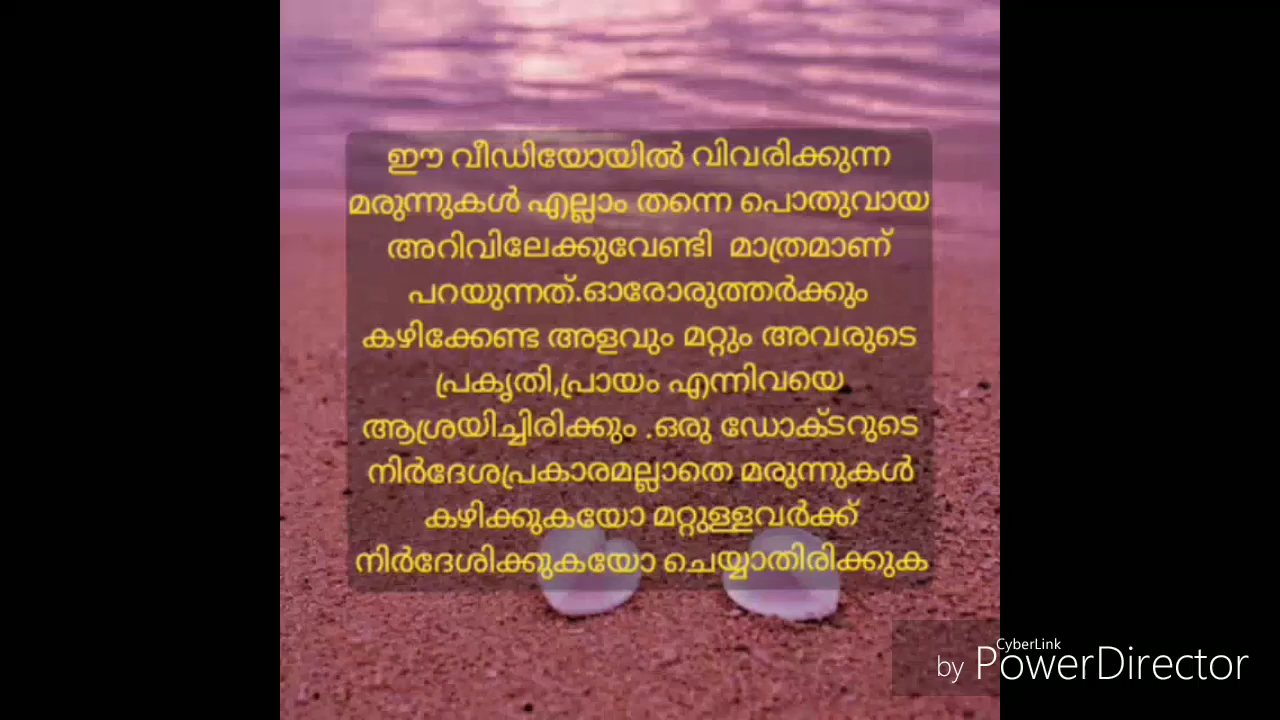 ഈ വീഡിയോയിൽ വിവരിക്കുന്ന
മരുന്നുകൾ എല്ലാം തന്നെ പൊതുവായ
അറിവിലേക്കുവേണ്ടി മാത്രമാണ്
പറയുന്നത്.ഓരോരുത്തർക്കും
കഴിക്കേണ്ട അളവും മറ്റും അവരുടെ
പ്രകൃതി,പ്രായം എന്നിവയെ
ആശ്രയിച്ചിരിക്കും .ഒരു ഡോക്ടറുടെ
നിർദേശപ്രകാരമല്ലാതെ മരുന്നുകൾ
കഴിക്കുകയോ മറ്റുള്ളവർക്ക്
നിർദേശിക്കുകയോ ചെയ്യാതിരിക്കുക
CyberLink
by PowerDirector